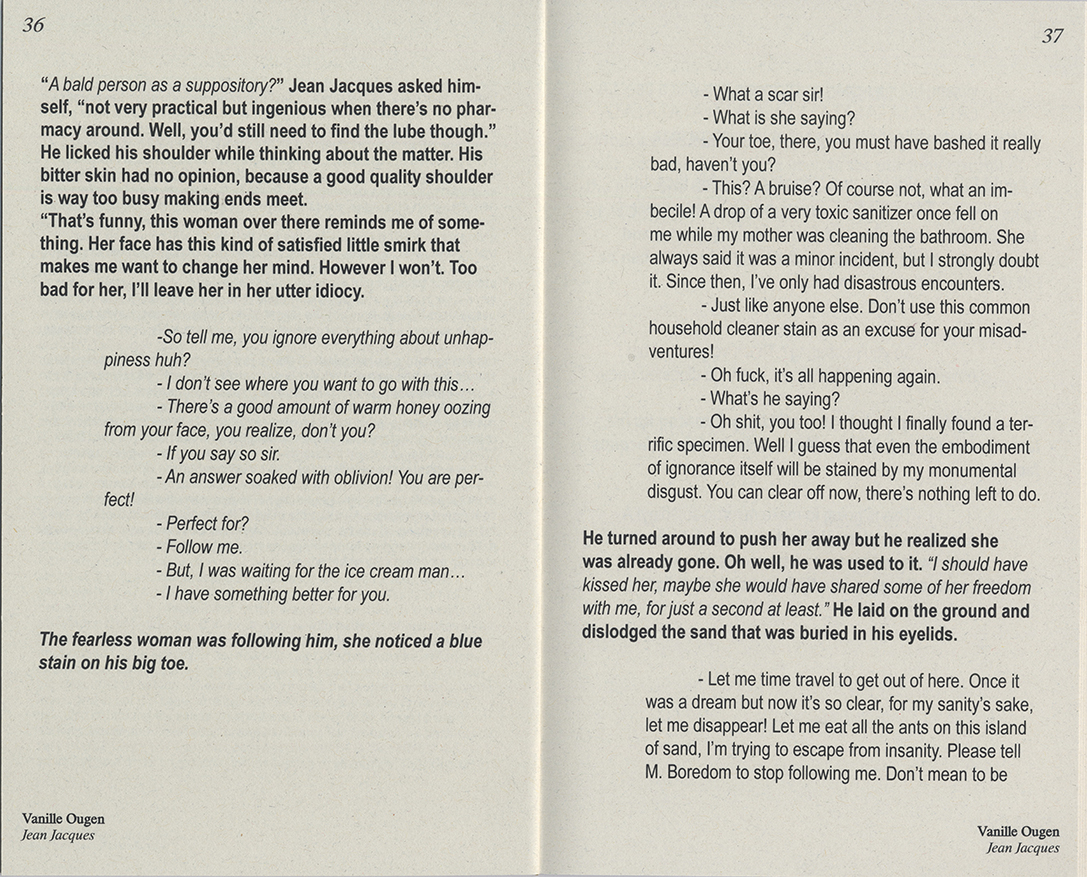 36
“A bald person as a suppository?” Jean Jacques asked him-
self, “not very practical but ingenious when there’s no phar-
macy around. Well, you’d still need to find the lube though.”
He licked his shoulder while thinking about the matter. His
bitter skin had no opinion, because a good quality shoulder
is way too busy making ends meet.
“That’s funny, this woman over there reminds me of some-
thing. Her face has this kind of satisfied little smirk that
makes me want to change her mind. However I won’t. Too
bad for her, I’ll leave her in her utter idiocy.
-So tell me, you ignore everything about unhap-
piness huh?
- I don’t see where you want to go with this…
- There’s a good amount of warm honey oozing
from your face, you realize, don’t you?
- If you say so sir.
- An answer soaked with oblivion! You are per-
fect!
- Perfect for?
- Follow me.
- But, I was waiting for the ice cream man…
- I have something better for you.
The fearless woman was following him, she noticed a blue
stain on his big toe.
Vanille Ougen
Jean Jacques
37
- What a scar sir!
- What is she saying?
- Your toe, there, you must have bashed it really
bad, haven’t you?
- This? A bruise? Of course not, what an im-
becile! A drop of a very toxic sanitizer once fell on
me while my mother was cleaning the bathroom. She
always said it was a minor incident, but I strongly doubt
it. Since then, I’ve only had disastrous encounters.
- Just like anyone else. Don’t use this common
household cleaner stain as an excuse for your misad-
ventures!
- Oh fuck, it’s all happening again.
- What’s he saying?
- Oh shit, you too! I thought I finally found a ter-
rific specimen. Well I guess that even the embodiment
of ignorance itself will be stained by my monumental
disgust. You can clear off now, there’s nothing left to do.
He turned around to push her away but he realized she
was already gone. Oh well, he was used to it. “I should have
kissed her, maybe she would have shared some of her freedom
with me, for just a second at least.” He laid on the ground and
dislodged the sand that was buried in his eyelids.
- Let me time travel to get out of here. Once it
was a dream but now it’s so clear, for my sanity’s sake,
let me disappear! Let me eat all the ants on this island
of sand, I’m trying to escape from insanity. Please tell
M. Boredom to stop following me. Don’t mean to be
Vanille Ougen
Jean Jacques